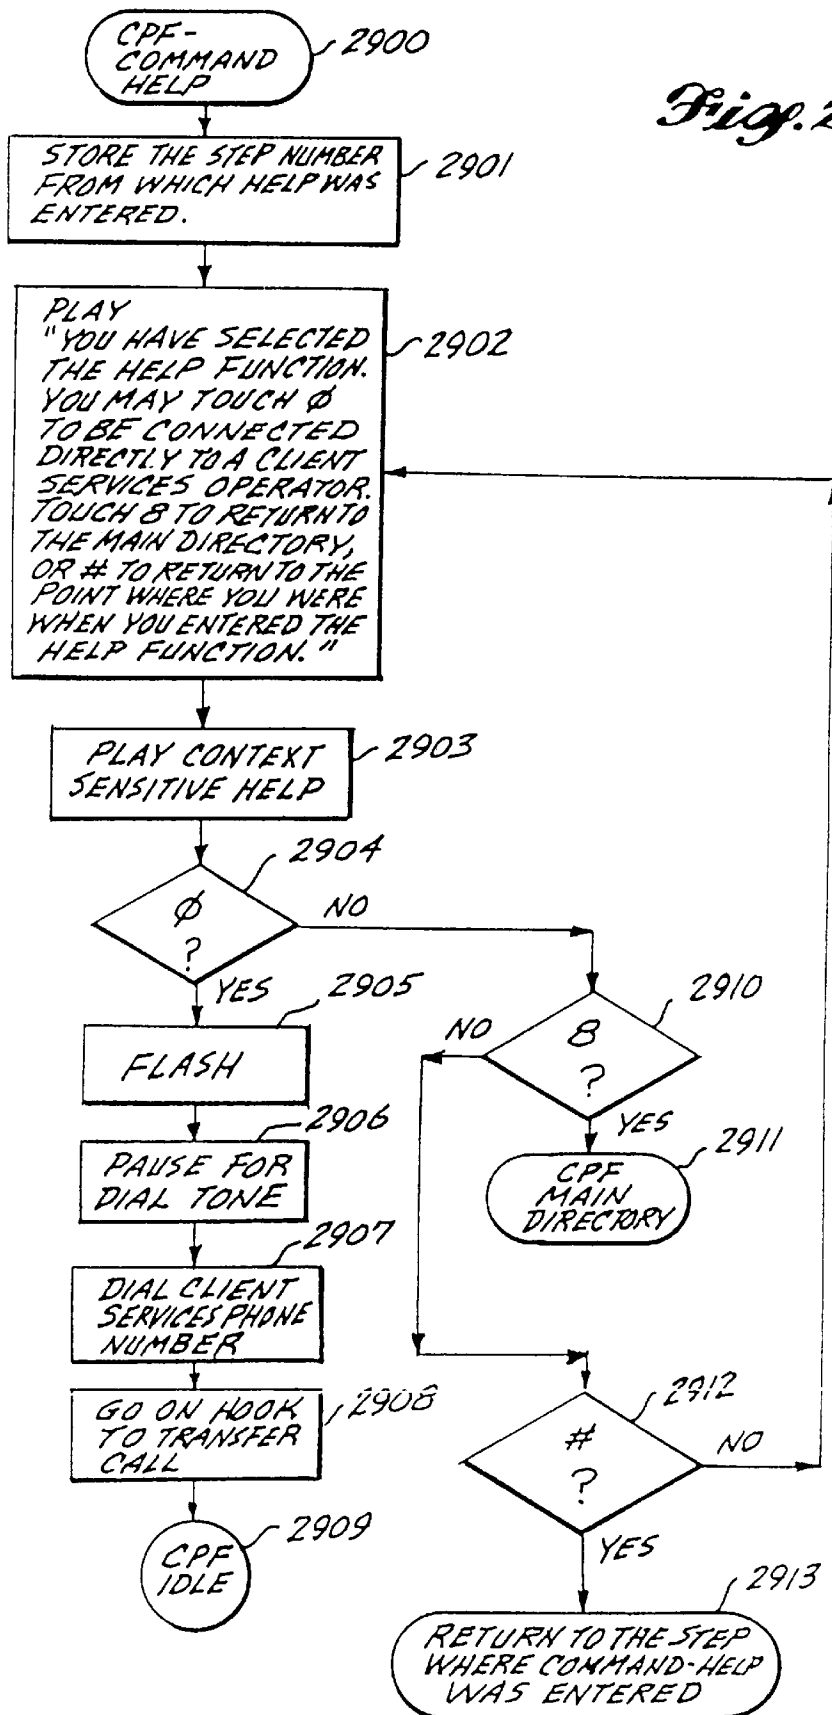 CPF-
COMMAND
HELP
2900
Fig. 2
STORE THE STEP NUMBER
FROM WHICH HELP WAS
ENTERED.
2901
PLAY
"YOU HAVE SELECTED
THE HELP FUNCTION.
YOU MAY TOUCH Ø
TO BE CONNECTED
DIRECTLY TO A CLIENT
SERVICES OPERATOR.
TOUCH 8 TO RETURN TO
THE MAIN DIRECTORY,
OR # TO RETURN TO THE
POINT WHERE YOU WERE
WHEN YOU ENTERED THE
HELP FUNCTION."
2902
PLAY CONTEXT
SENSITIVE HELP
2903
2904
Ø
?
NO
YES
2905
FLASH
2906
PAUSE FOR
DIAL TONE
2907
DIAL CLIENT
SERVICES PHONE
NUMBER
GO ON HOOK
TO TRANSFER
CALL
2908
2909
CPF
IDLE
2910
NO
8
?
YES
2911
CPF
MAIN
DIRECTORY
2912
#
?
NO
YES
2913
RETURN TO THE STEP
WHERE COMMAND-HELP
WAS ENTERED